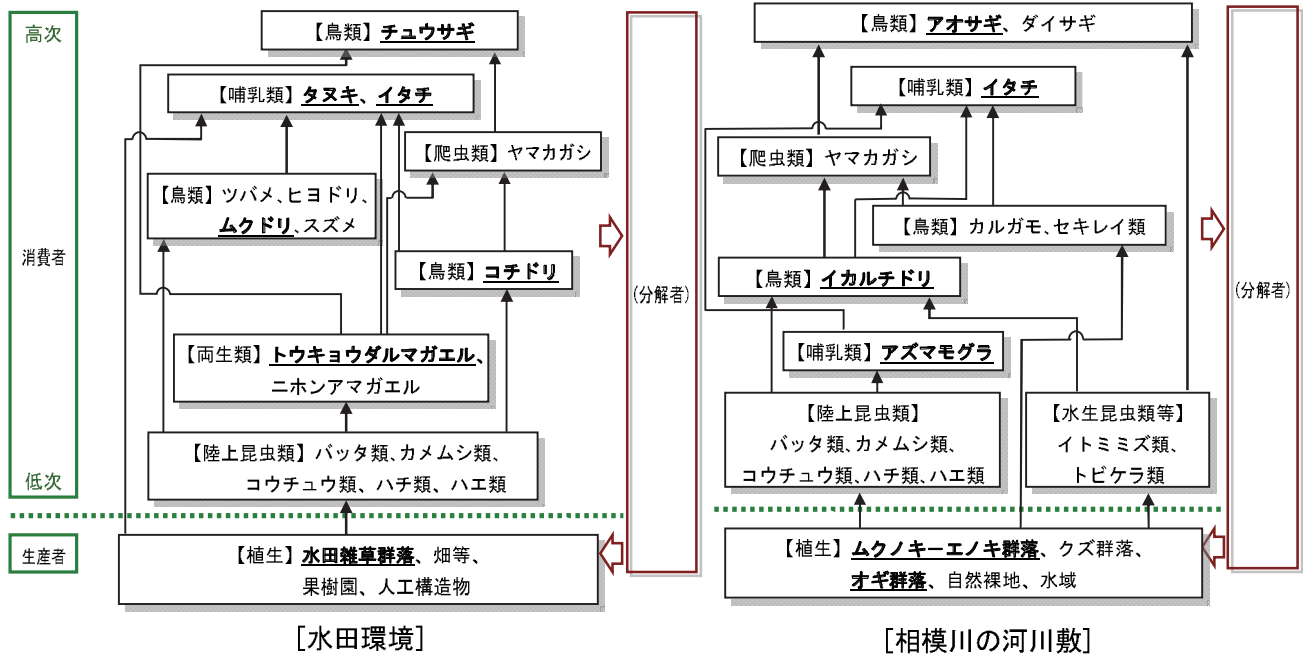 高次
消費者
低次
生産者
【鳥類】チュウサギ
【哺乳類】タヌキ、イタチ
【爬虫類】ヤマカガシ
【鳥類】ツバメ、ヒヨドリ、
ムクドリ、スズメ
【鳥類】コチドリ
【両生類】トウキョウダルマガエル、
ニホンアマガエル
【陸上昆虫類】バッタ類、カメムシ類、
コウチュウ類、ハチ類、ハエ類
【植生】水田雑草群落、畑等、
果樹園、人工構造物
(分解者)
[水田環境]
【鳥類】アオサギ、ダイサギ
【哺乳類】イタチ
【爬虫類】ヤマカガシ
【鳥類】カルガモ、セキレイ類
【鳥類】イカルチドリ
【哺乳類】アズマモグラ
【陸上昆虫類】
バッタ類、カメムシ類、
コウチュウ類、ハチ類、ハエ類
【水生昆虫類等】
イトミミズ類、
トビケラ類
【植生】ムクノキーエノキ群落、クズ群落、
オギ群落、自然裸地、水域
(分解者)
[相模川の河川敷]